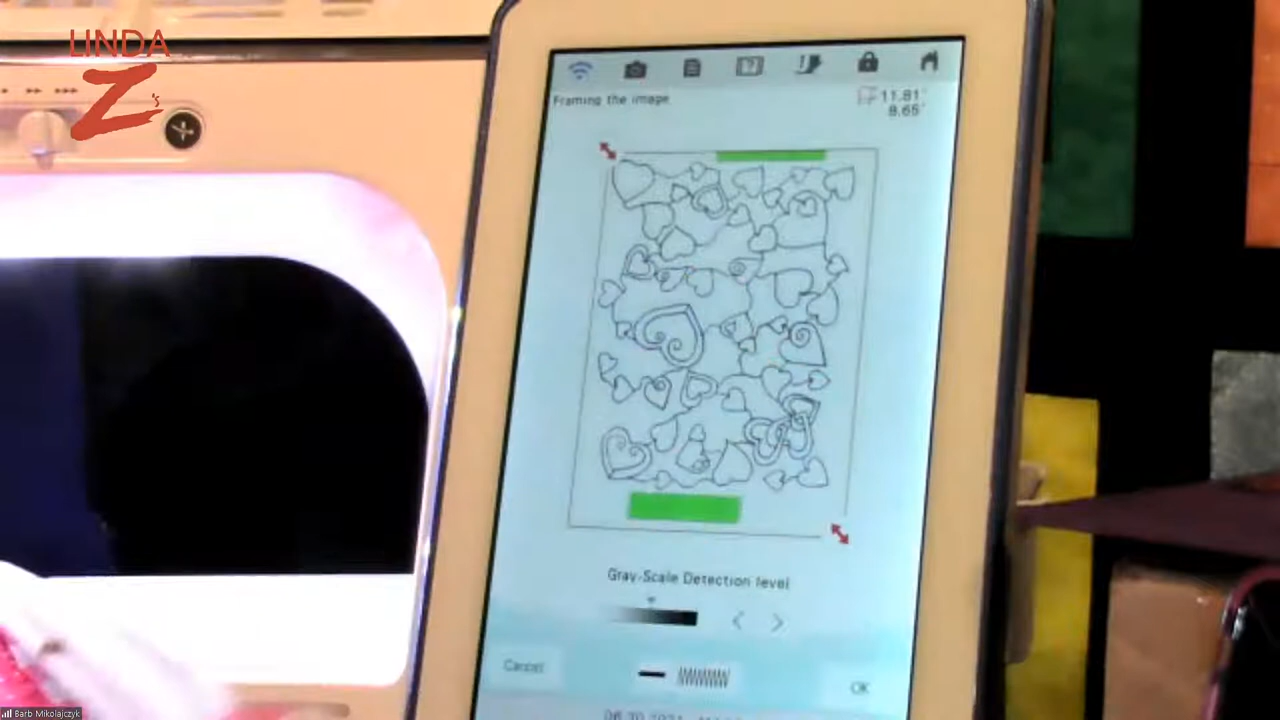 LINDA
Z's
Framing the image
11.81"
8.65"
Gray-Scale Detection level
Cancel
OK
Barb Mikolajczyk